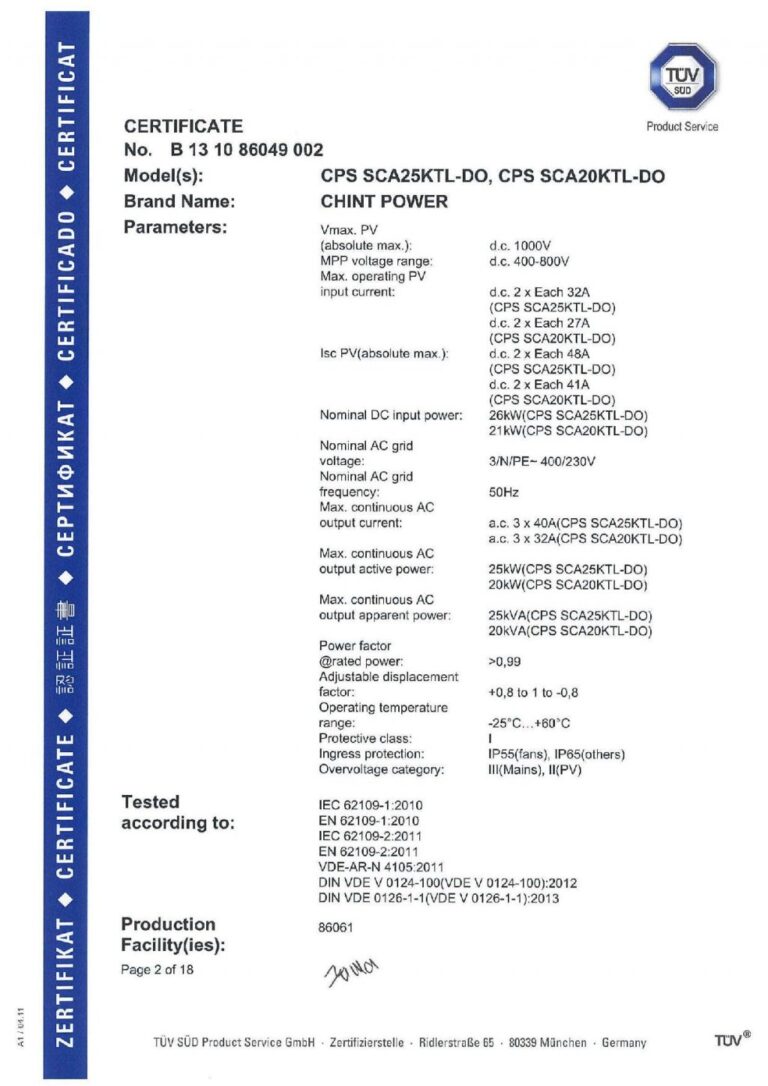 TÜV
SÜD
Product Service
CERTIFICATE
No. B 13 10 86049 002
Model(s): CPS SCA25KTL-DO, CPS SCA20KTL-DO
Brand Name: CHINT POWER
Parameters:
Vmax. PV
(absolute max.): d.c. 1000V
MPP voltage range: d.c. 400-800V
Max. operating PV
input current: d.c. 2 x Each 32A
(CPS SCA25KTL-DO)
d.c. 2 x Each 27A
(CPS SCA20KTL-DO)
Isc PV(absolute max.): d.c. 2 x Each 48A
(CPS SCA25KTL-DO)
d.c. 2 x Each 41A
(CPS SCA20KTL-DO)
Nominal DC input power: 26kW(CPS SCA25KTL-DO)
21kW(CPS SCA20KTL-DO)
Nominal AC grid
voltage: 3/N/PE~ 400/230V
Nominal AC grid
frequency: 50Hz
Max. continuous AC
output current: a.c. 3 x 40A(CPS SCA25KTL-DO)
a.c. 3 x 32A(CPS SCA20KTL-DO)
Max. continuous AC
output active power: 25kW(CPS SCA25KTL-DO)
20kW(CPS SCA20KTL-DO)
Max. continuous AC
output apparent power: 25kVA(CPS SCA25KTL-DO)
20kVA(CPS SCA20KTL-DO)
Power factor
@rated power: >0,99
Adjustable displacement
factor: +0,8 to 1 to -0,8
Operating temperature
range: -25°C...+60°C
Protective class: I
Ingress protection: IP55(fans), IP65(others)
Overvoltage category: III(Mains), II(PV)
Tested
according to:
IEC 62109-1:2010
EN 62109-1:2010
IEC 62109-2:2011
EN 62109-2:2011
VDE-AR-N 4105:2011
DIN VDE V 0124-100(VDE V 0124-100):2012
DIN VDE 0126-1-1(VDE V 0126-1-1):2013
Production
Facility(ies):
86061
Page 2 of 18
ZERTIFIKAT ◆ CERTIFICATE ◆ 認証証書 ◆ СЕРТИФИКАТ ◆ CERTIFICADO ◆ CERTIFICAT
A1 / 04.11
TÜV SÜD Product Service GmbH · Zertifizierstelle · Ridlerstraße 65 · 80339 München · Germany
TÜV®